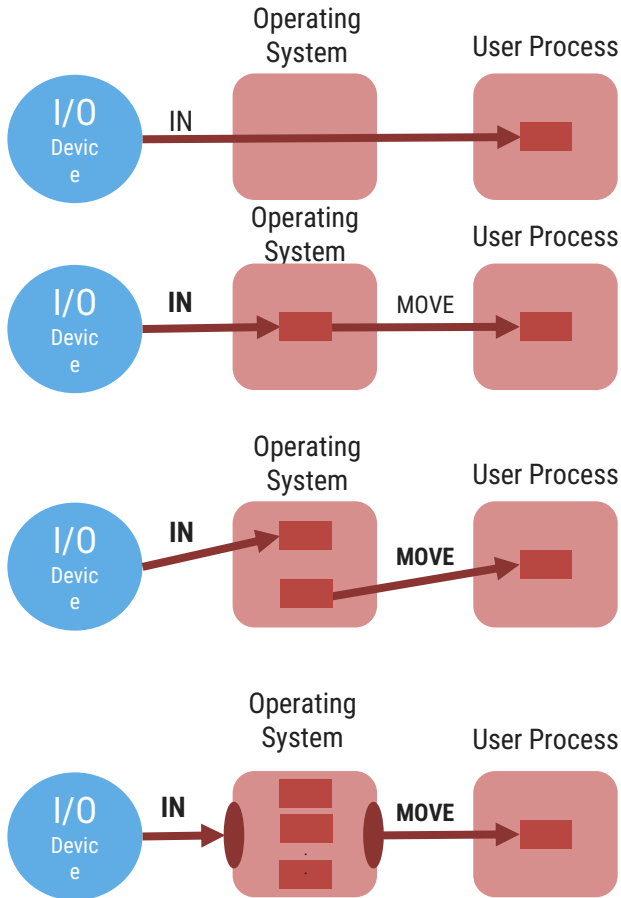 Operating
System
User Process
I/O
Devic
e
IN
Operating
System
User Process
I/O
Devic
e
IN
MOVE
Operating
System
User Process
I/O
Devic
e
IN
MOVE
Operating
System
User Process
I/O
Devic
e
IN
MOVE
.
.